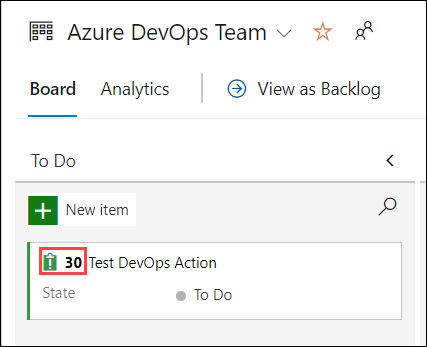 Azure DevOps Team
Board Analytics View as Backlog
To Do
New item
30 Test DevOps Action
State To Do